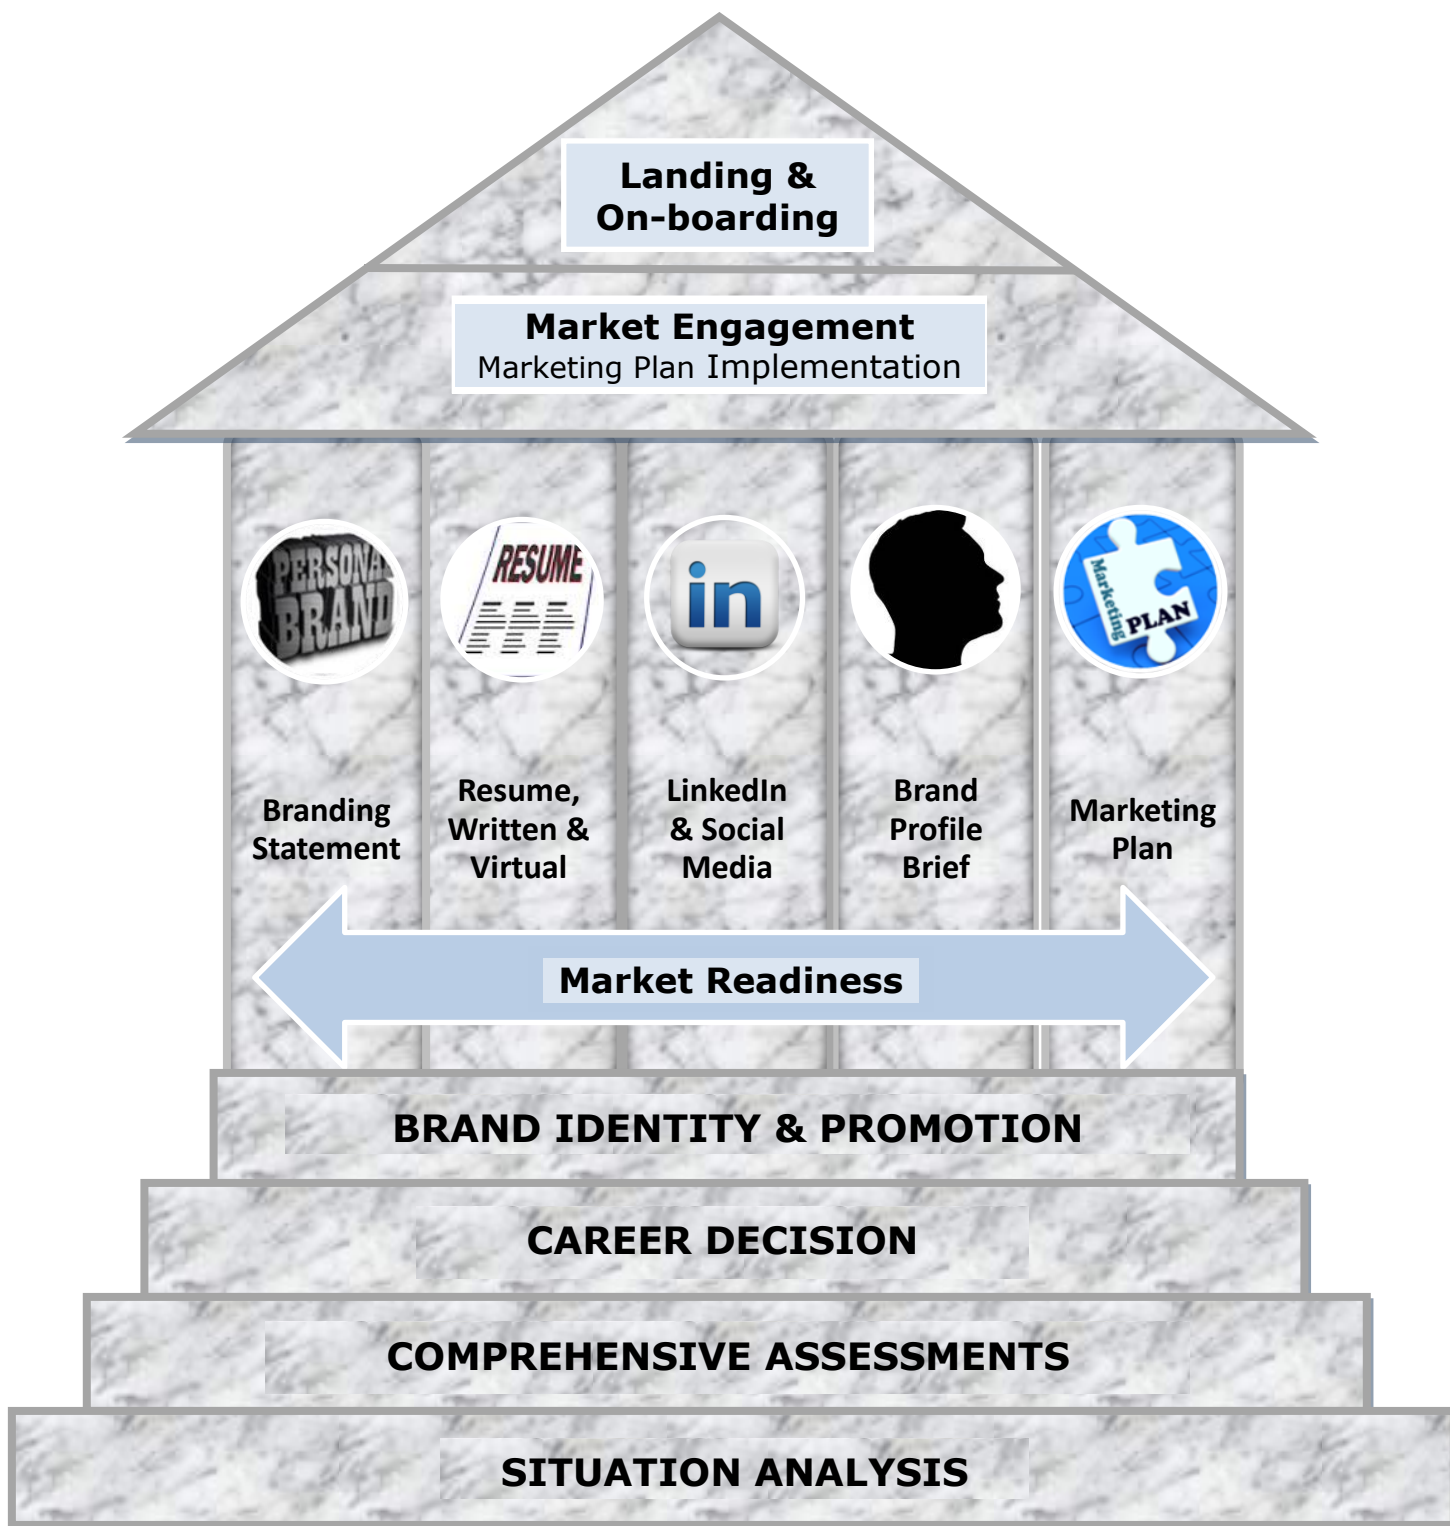 Landing &
On-boarding
Market Engagement
Marketing Plan Implementation
PERSONAL
BRAND
RESUME
in
Marketing
PLAN
Branding
Statement
Resume,
Written &
Virtual
LinkedIn
& Social
Media
Brand
Profile
Brief
Marketing
Plan
Market Readiness
BRAND IDENTITY & PROMOTION
CAREER DECISION
COMPREHENSIVE ASSESSMENTS
SITUATION ANALYSIS